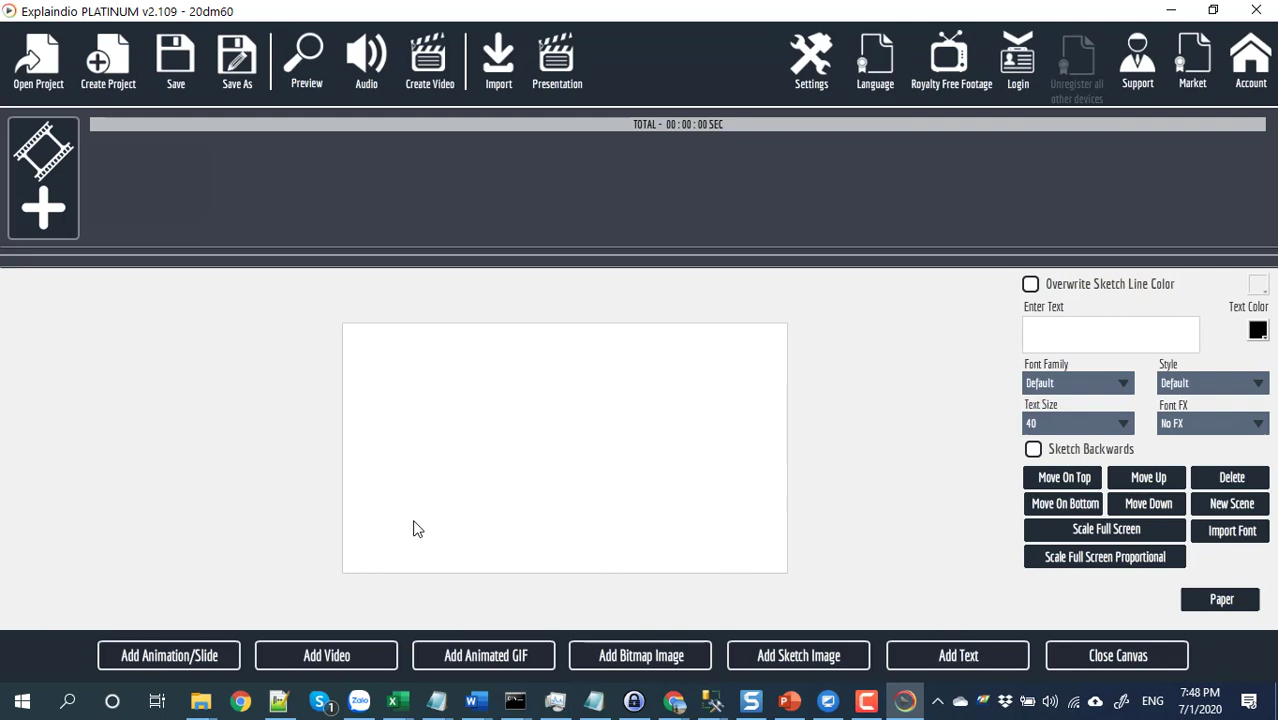 Explaindio PLATINUM v2.109 - 20dm60
Open Project
Create Project
Save
Save As
Preview
Audio
Create Video
Import
Presentation
Settings
Language
Royalty Free Footage
Login
Unregister all
other devices
Support
Market
Account
TOTAL - 00 : 00 : 00 SEC
Overwrite Sketch Line Color
Enter Text
Text Color
Font Family
Style
Default
Default
Text Size
Font FX
40
No FX
Sketch Backwards
Move On Top
Move Up
Delete
Move On Bottom
Move Down
New Scene
Scale Full Screen
Import Font
Scale Full Screen Proportional
Paper
Add Animation/Slide
Add Video
Add Animated GIF
Add Bitmap Image
Add Sketch Image
Add Text
Close Canvas
1
Zalo
ENG
7:48 PM
7/1/2020